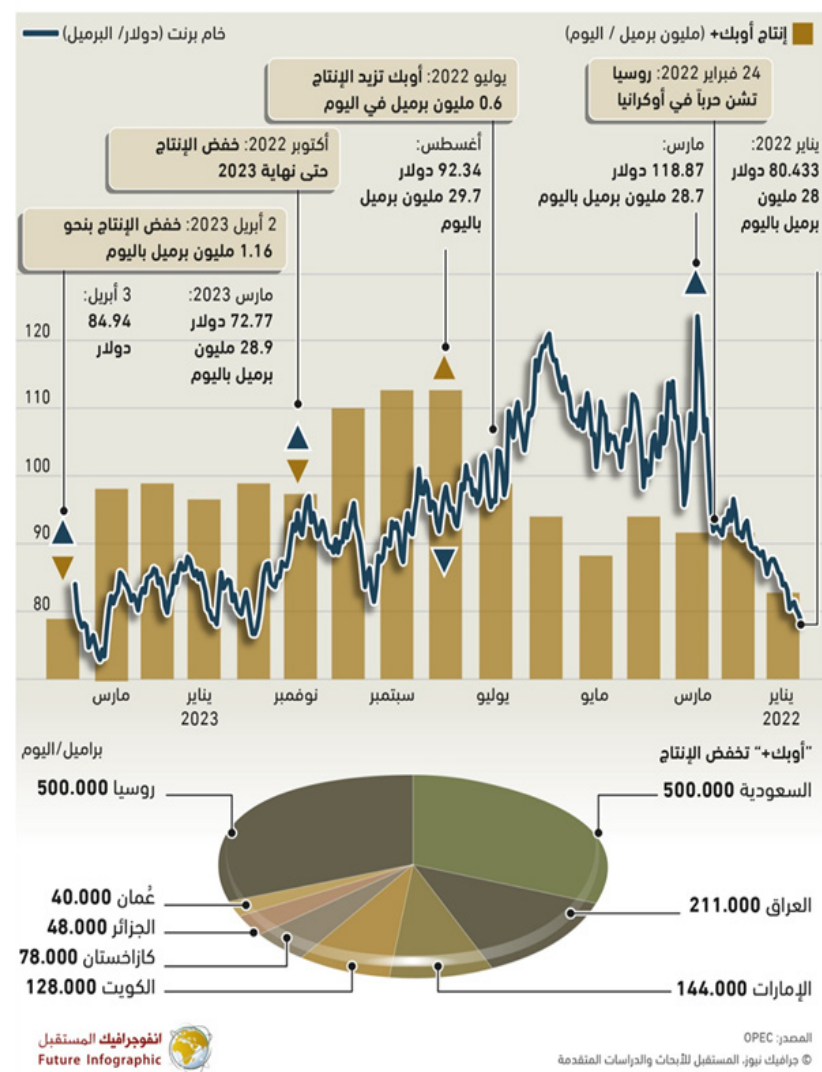 إنتاج أوبك+ (مليون برميل / اليوم)
خام برنت (دولار/ البرميل)
24 فبراير 2022: روسيا
تشن حرباً في أوكرانيا
يوليو 2022: أوبك تزيد الإنتاج
0.6 مليون برميل في اليوم
أكتوبر 2022: خفض الإنتاج
حتى نهاية 2023
2 أبريل 2023: خفض الإنتاج بنحو
1.16 مليون برميل باليوم
يناير 2022:
80.433 دولار
28 مليون
برميل باليوم
مارس:
118.87 دولار
28.7 مليون برميل باليوم
أغسطس:
92.34 دولار
29.7 مليون برميل
باليوم
مارس 2023:
72.77 دولار
28.9 مليون
برميل باليوم
3 أبريل:
84.94
دولار
120
110
100
90
80
يناير
2022
مارس
مايو
يوليو
سبتمبر
نوفمبر
يناير
2023
مارس
"أوبك+" تخفض الإنتاج
براميل/اليوم
السعودية 500.000
العراق 211.000
الإمارات 144.000
روسيا 500.000
عُمان 40.000
الجزائر 48.000
كازاخستان 78.000
الكويت 128.000
المصدر: OPEC
© جرافيك نيوز، المستقبل للأبحاث والدراسات المتقدمة
انفوجرافيك المستقبل
Future Infographic